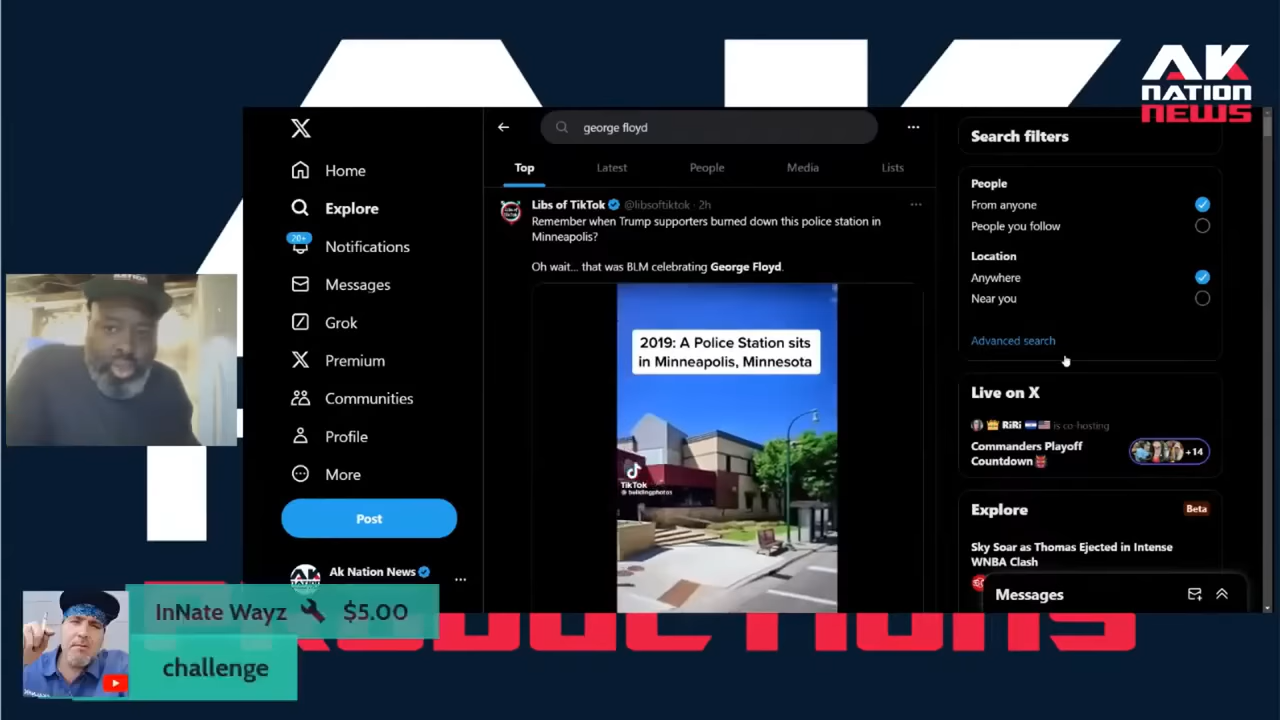 AK
NATION
NEWS
george floyd
Top
Latest
People
Media
Lists
Home
Explore
20+
Notifications
Messages
Grok
Premium
Communities
Profile
More
Post
Ak Nation News
Libs of TikTok @libsoftiktok · 2h
Remember when Trump supporters burned down this police station in
Minneapolis?
Oh wait... that was BLM celebrating George Floyd.
2019: A Police Station sits
in Minneapolis, Minnesota
TikTok
@buildingphotos
Search filters
People
From anyone
People you follow
Location
Anywhere
Near you
Advanced search
Live on X
RiRi is co-hosting
Commanders Playoff
Countdown
+14
Explore
Beta
Sky Soar as Thomas Ejected in Intense
WNBA Clash
Messages
InNate Wayz $5.00
challenge